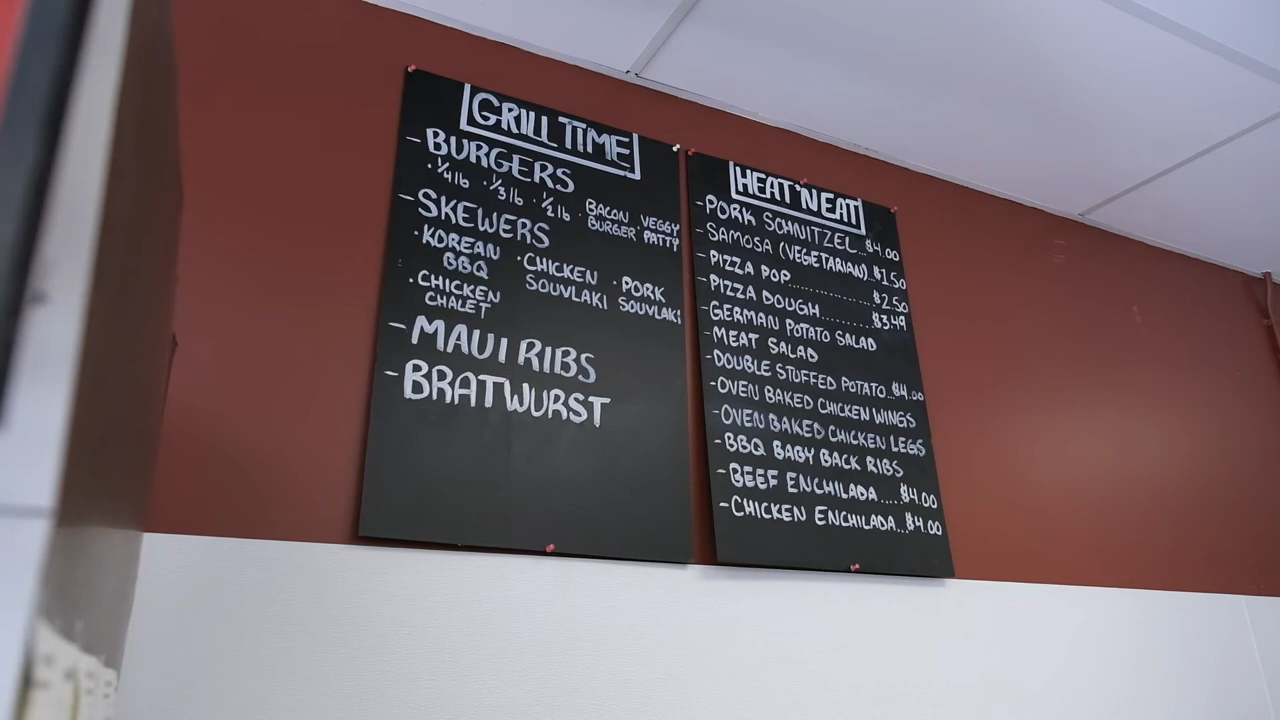 GRILL TIME
- BURGERS
· 1/4 lb · 1/3 lb · 1/2 lb · BACON BURGER · VEGGY PATTY
- SKEWERS
· KOREAN BBQ · CHICKEN SOUVLAKI · PORK SOUVLAKI
· CHICKEN CHALET
- MAUI RIBS
- BRATWURST
HEAT 'N EAT
- PORK SCHNITZEL...$4.00
- SAMOSA (VEGETARIAN).$1.50
- PIZZA POP..............$2.50
- PIZZA DOUGH.........$3.49
- GERMAN POTATO SALAD
- MEAT SALAD
- DOUBLE STUFFED POTATO...$4.00
- OVEN BAKED CHICKEN WINGS
- OVEN BAKED CHICKEN LEGS
- BBQ BABY BACK RIBS
- BEEF ENCHILADA....$4.00
- CHICKEN ENCHILADA...$4.00